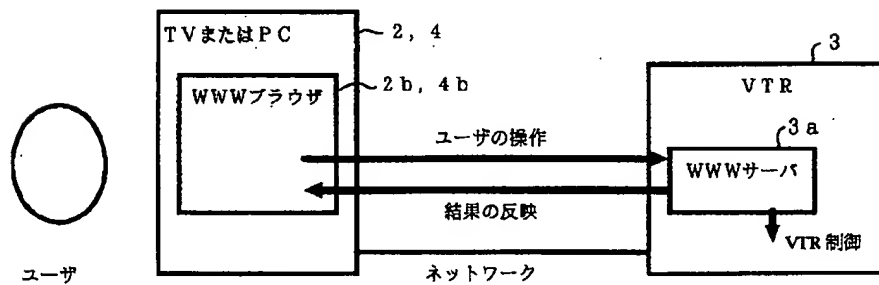 TVまたはPC
2, 4
WWWブラウザ
2b, 4b
3
VTR
3a
WWWサーバ
ユーザの操作
結果の反映
VTR制御
ネットワーク
ユーザ